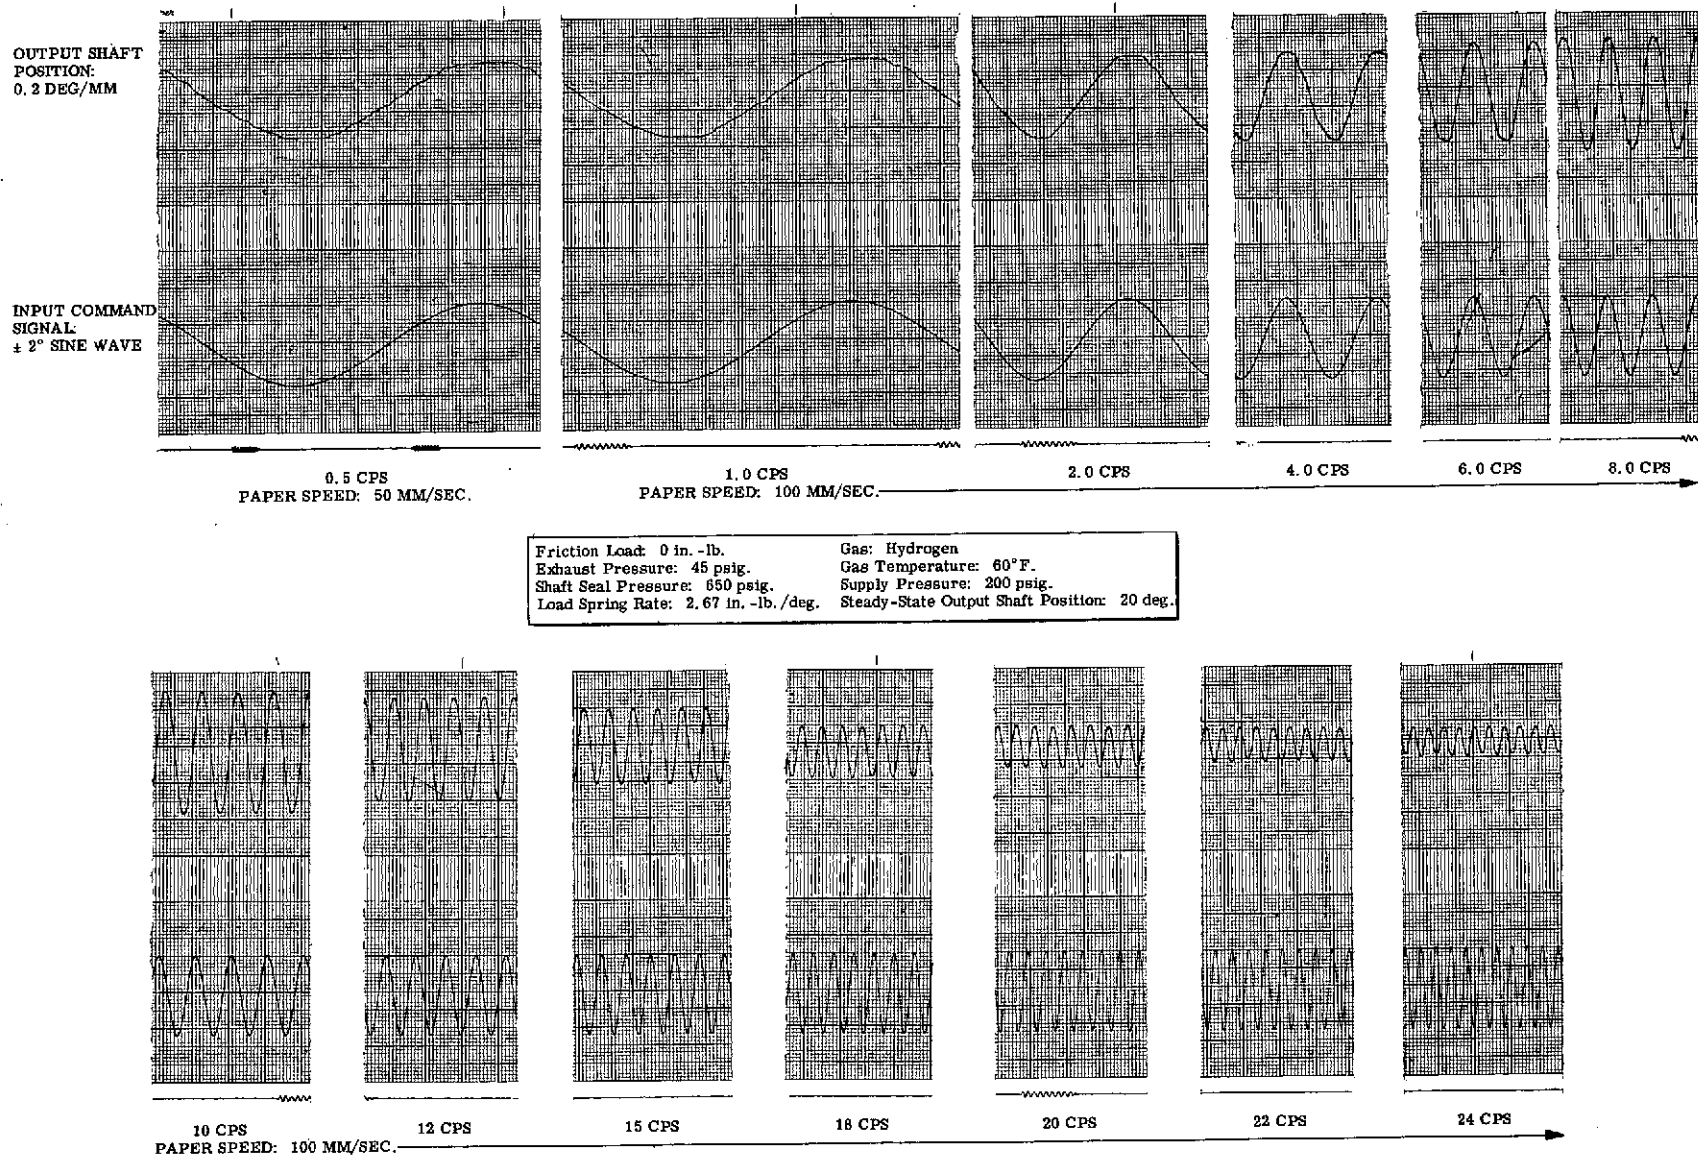 OUTPUT SHAFT
POSITION:
0.2 DEG/MM
INPUT COMMAND
SIGNAL:
± 2° SINE WAVE
0.5 CPS
1.0 CPS
2.0 CPS
4.0 CPS
6.0 CPS
8.0 CPS
PAPER SPEED: 50 MM/SEC.
PAPER SPEED: 100 MM/SEC.
Friction Load: 0 in.-lb.
Exhaust Pressure: 45 psig.
Shaft Seal Pressure: 650 psig.
Load Spring Rate: 2.67 in.-lb./deg.
Gas: Hydrogen
Gas Temperature: 60°F.
Supply Pressure: 200 psig.
Steady-State Output Shaft Position: 20 deg.
10 CPS
12 CPS
15 CPS
18 CPS
20 CPS
22 CPS
24 CPS
PAPER SPEED: 100 MM/SEC.